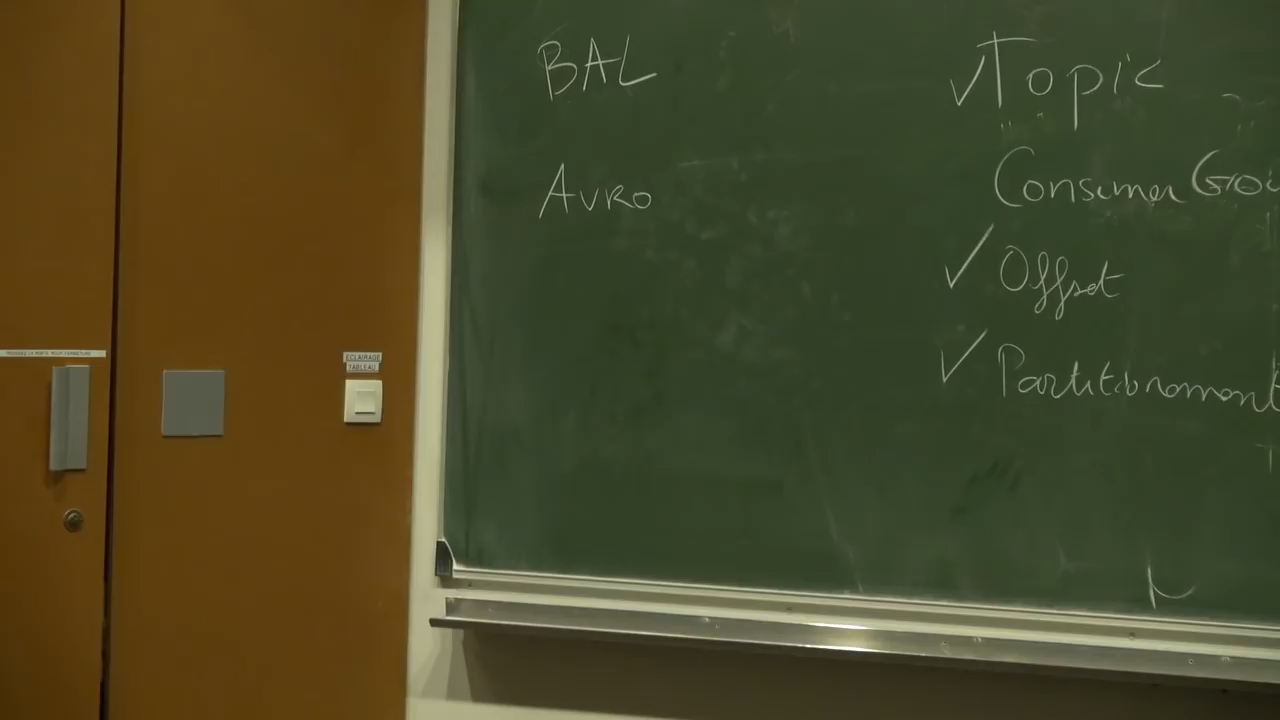 BAL
Avro
✓ Topic
Consumer
✓ Offset
✓ Partitionnement
ECLAIRAGE
TABLEAU